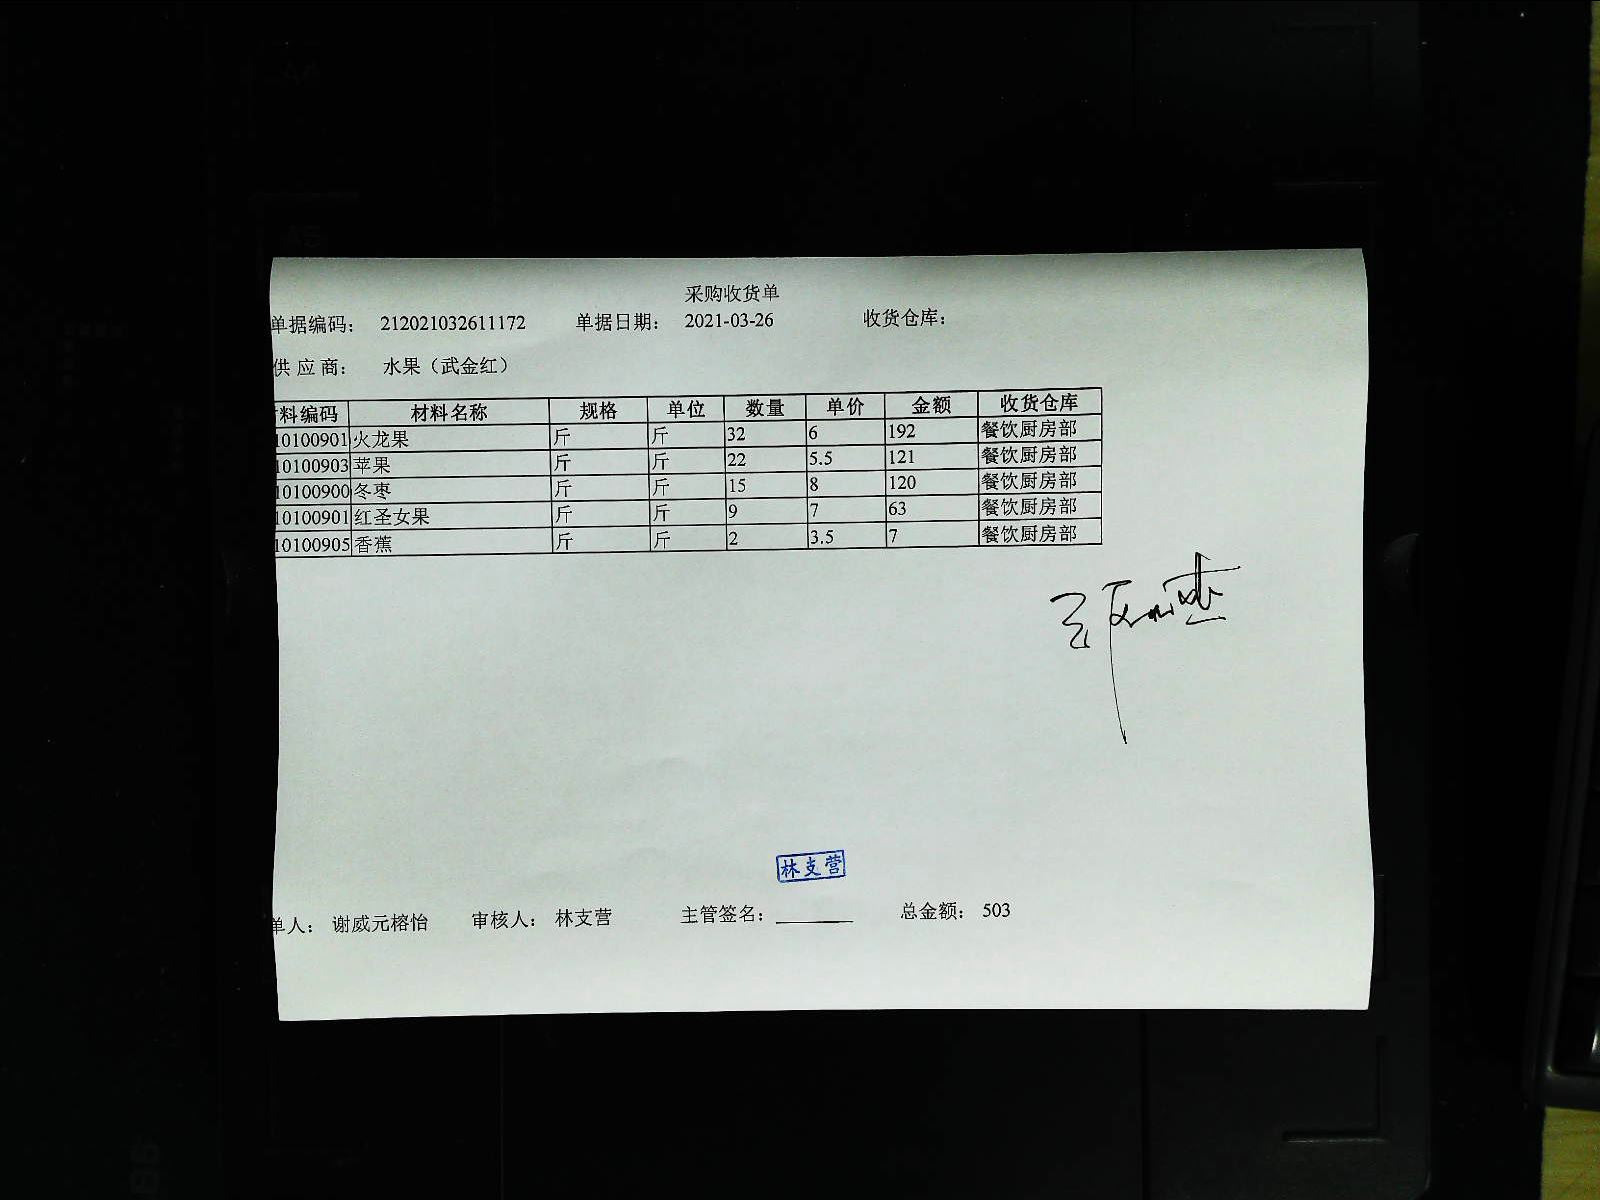 采购收货单
单据编码： 212021032611172 单据日期： 2021-03-26 收货仓库：
供 应 商： 水果（武金红）
料编码 材料名称 规格 单位 数量 单价 金额 收货仓库
10100901 火龙果 斤 斤 32 6 192 餐饮厨房部
10100903 苹果 斤 斤 22 5.5 121 餐饮厨房部
10100900 冬枣 斤 斤 15 8 120 餐饮厨房部
10100901 红圣女果 斤 斤 9 7 63 餐饮厨房部
10100905 香蕉 斤 斤 2 3.5 7 餐饮厨房部
林支营
单人： 谢威元榕怡 审核人： 林支营 主管签名： 总金额： 503